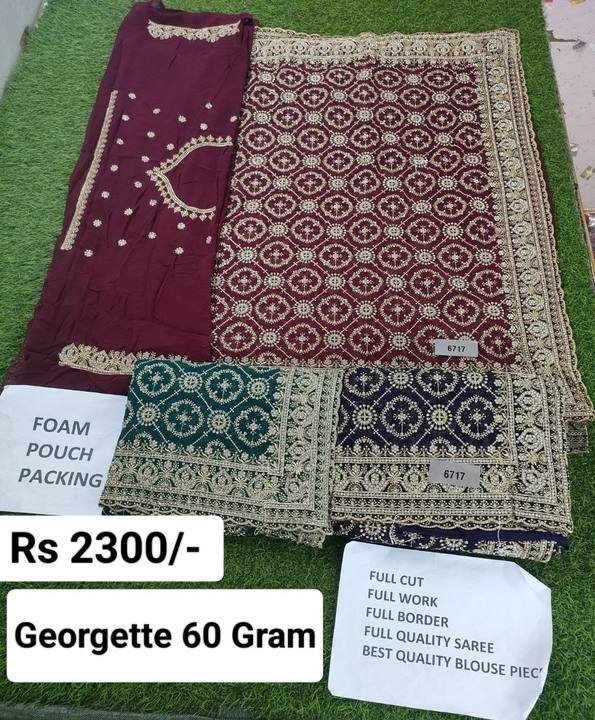 6717
FOAM
POUCH
PACKING
6717
Rs 2300/-
Georgette 60 Gram
FULL CUT
FULL WORK
FULL BORDER
FULL QUALITY SAREE
BEST QUALITY BLOUSE PIEC